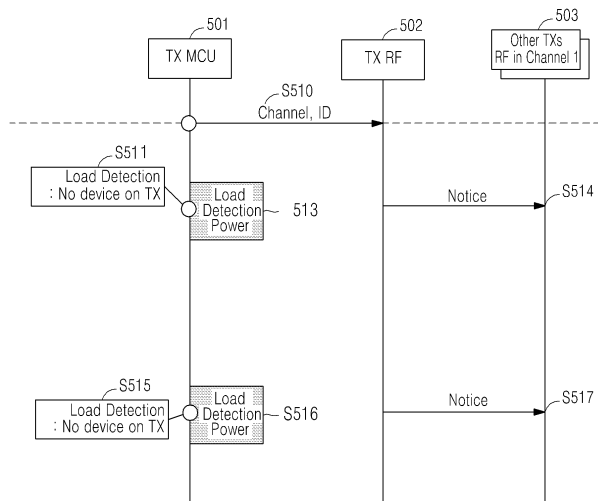 501
TX MCU
502
TX RF
503
Other TXs
RF in Channel 1
S510
Channel, ID
S511
Load Detection
: No device on TX
Load
Detection
Power
513
Notice
S514
S515
Load Detection
: No device on TX
Load
Detection
Power
S516
Notice
S517